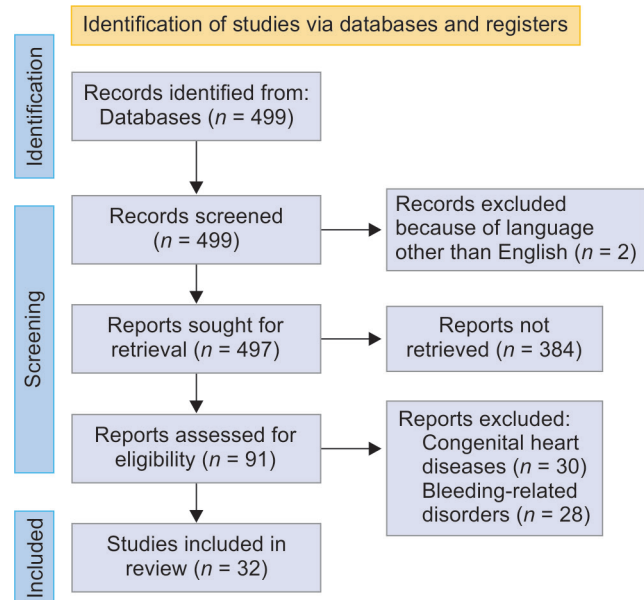 Identification of studies via databases and registers
Identification
Records identified from:
Databases (n = 499)
Screening
Records screened
(n = 499)
Records excluded
because of language
other than English (n = 2)
Reports sought for
retrieval (n = 497)
Reports not
retrieved (n = 384)
Reports assessed for
eligibility (n = 91)
Reports excluded:
Congenital heart
diseases (n = 30)
Bleeding-related
disorders (n = 28)
Included
Studies included in
review (n = 32)